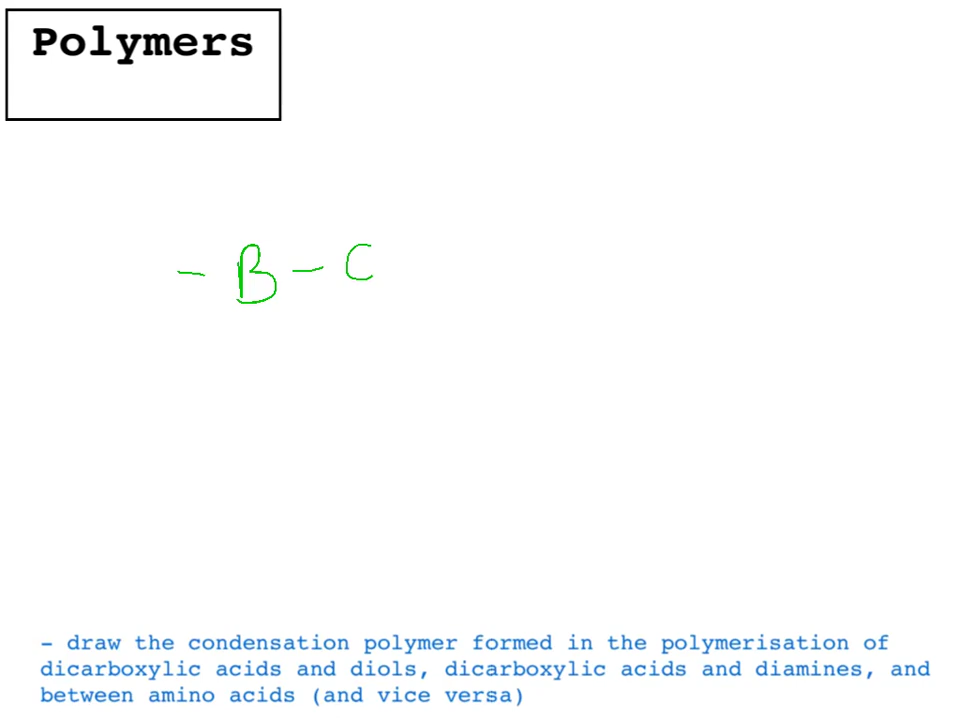 Polymers
- B - C
- draw the condensation polymer formed in the polymerisation of
dicarboxylic acids and diols, dicarboxylic acids and diamines, and
between amino acids (and vice versa)